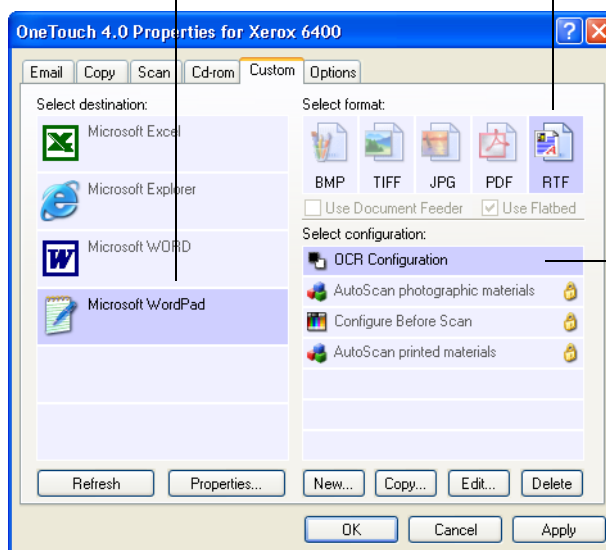 OneTouch 4.0 Properties for Xerox 6400
Email Copy Scan Cd-rom Custom Options
Select destination:
Microsoft Excel
Microsoft Explorer
Microsoft WORD
Microsoft WordPad
Refresh Properties...
Select format:
BMP TIFF JPG PDF RTF
Use Document Feeder Use Flatbed
Select configuration:
OCR Configuration
AutoScan photographic materials
Configure Before Scan
AutoScan printed materials
New... Copy... Edit... Delete
OK Cancel Apply